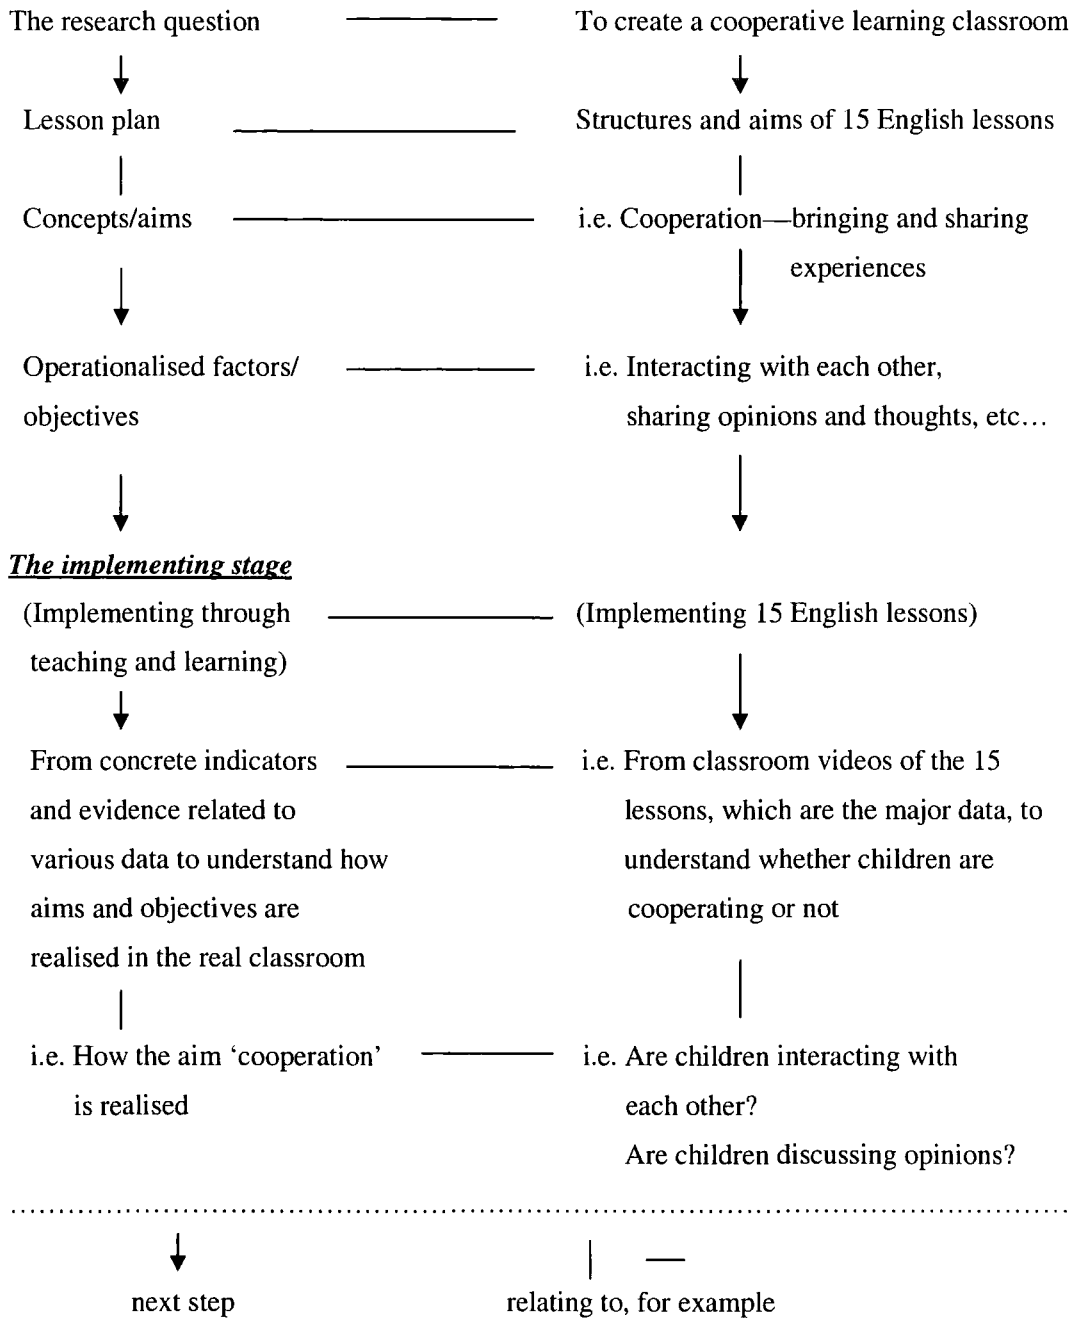 The research question To create a cooperative learning classroom
Lesson plan Structures and aims of 15 English lessons
Concepts/aims i.e. Cooperation—bringing and sharing
experiences
Operationalised factors/ i.e. Interacting with each other,
objectives sharing opinions and thoughts, etc…
The implementing stage
(Implementing through (Implementing 15 English lessons)
teaching and learning)
From concrete indicators i.e. From classroom videos of the 15
and evidence related to lessons, which are the major data, to
various data to understand how understand whether children are
aims and objectives are cooperating or not
realised in the real classroom
i.e. How the aim ‘cooperation’ i.e. Are children interacting with
is realised each other?
Are children discussing opinions?
next step relating to, for example